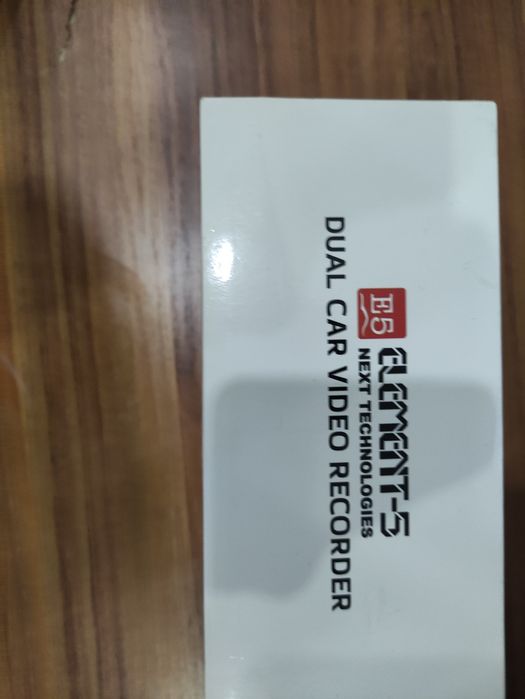 E5 ELEMENT-5
NEXT TECHNOLOGIES
DUAL CAR VIDEO RECORDER